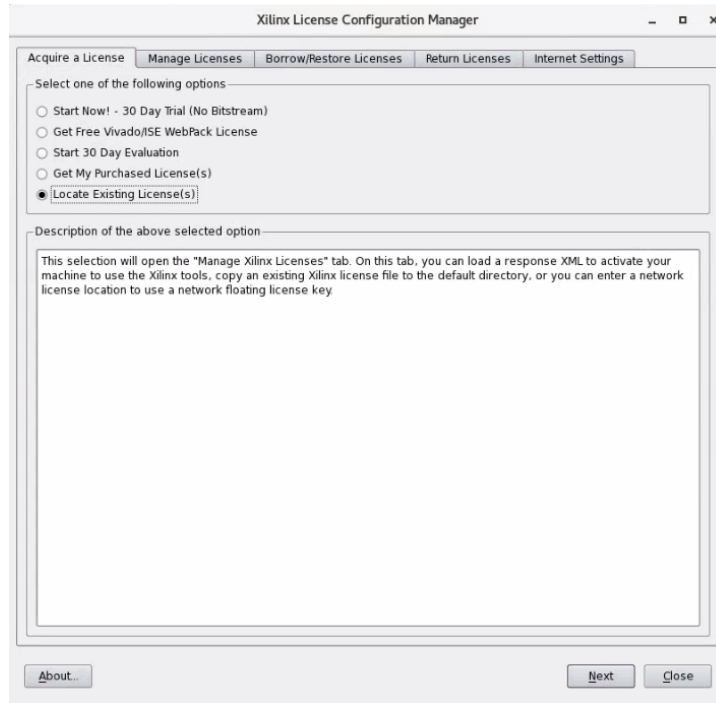 Xilinx License Configuration Manager
Acquire a License
Manage Licenses
Borrow/Restore Licenses
Return Licenses
Internet Settings
Select one of the following options
Start Now! - 30 Day Trial (No Bitstream)
Get Free Vivado/ISE WebPack License
Start 30 Day Evaluation
Get My Purchased License(s)
Locate Existing License(s)
Description of the above selected option
This selection will open the "Manage Xilinx Licenses" tab. On this tab, you can load a response XML to activate your
machine to use the Xilinx tools, copy an existing Xilinx license file to the default directory, or you can enter a network
license location to use a network floating license key.
About...
Next
Close